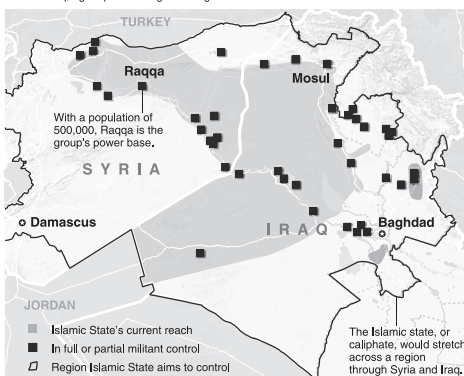 TURKEY
Raqqa
Mosul
With a population of
500,000, Raqqa is the
group's power base.
SYRIA
Damascus
IRAQ
Baghdad
JORDAN
Islamic State's current reach
In full or partial militant control
Region Islamic State aims to control
The Islamic state, or
caliphate, would stretch
across a region
through Syria and Iraq.